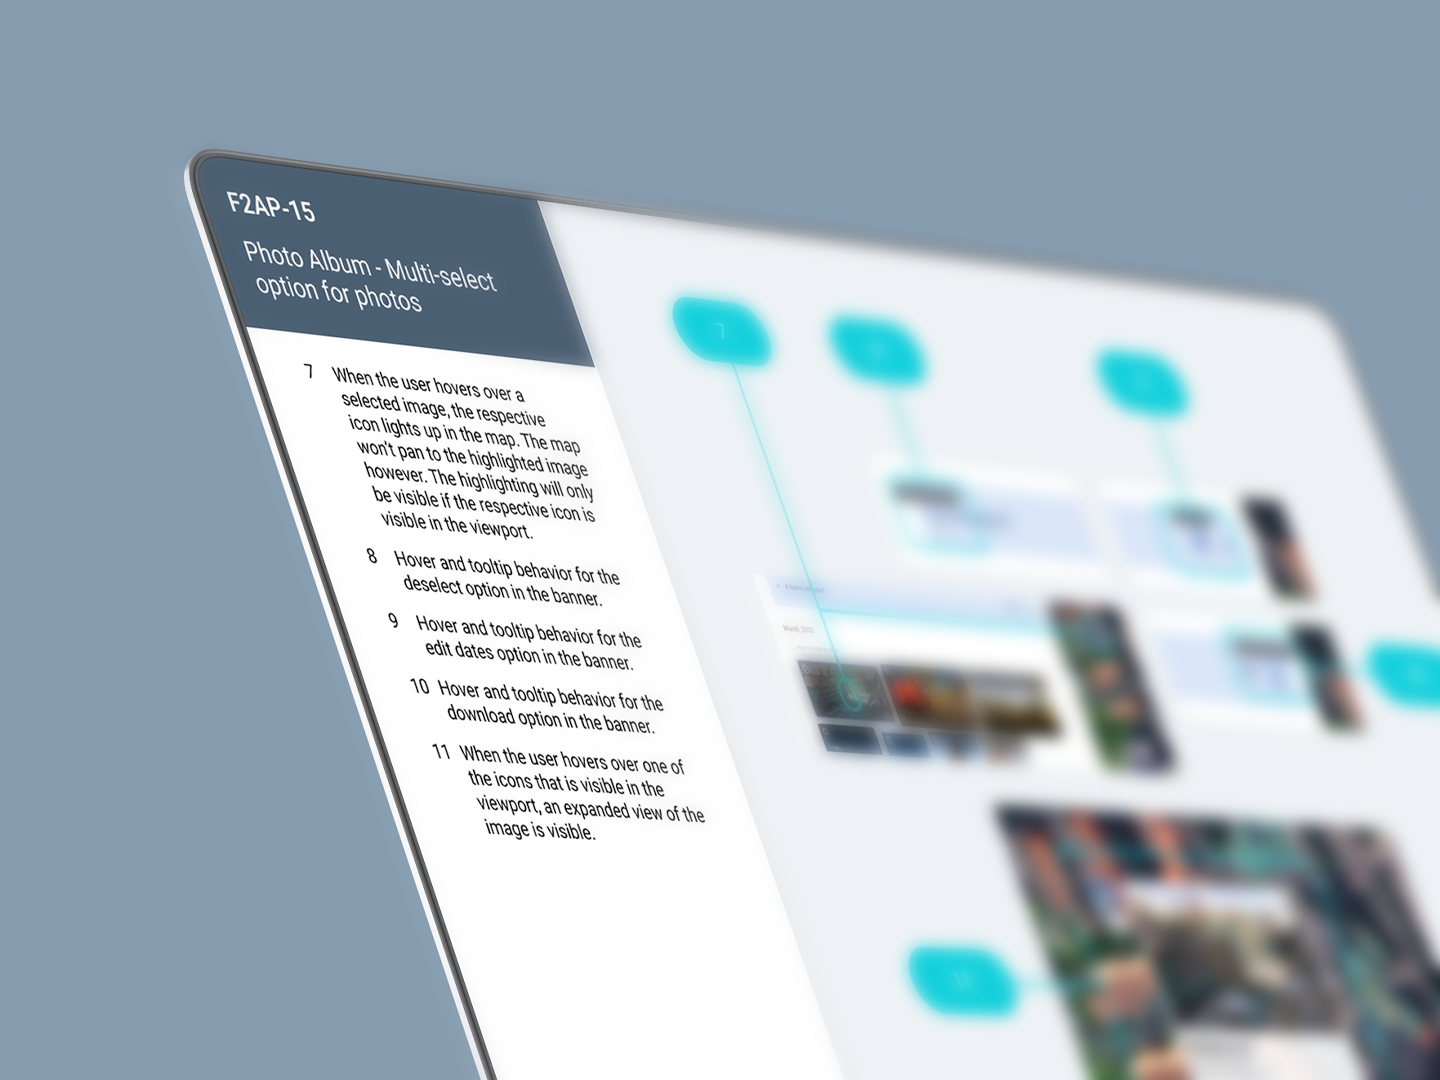 F2AP-15
Photo Album - Multi-select
option for photos
7 When the user hovers over a
selected image, the respective
icon lights up in the map. The map
won't pan to the highlighted image
however. The highlighting will only
be visible if the respective icon is
visible in the viewport.
8 Hover and tooltip behavior for the
deselect option in the banner.
9 Hover and tooltip behavior for the
edit dates option in the banner.
10 Hover and tooltip behavior for the
download option in the banner.
11 When the user hovers over one of
the icons that is visible in the
viewport, an expanded view of the
image is visible.
7
March, 2023
11